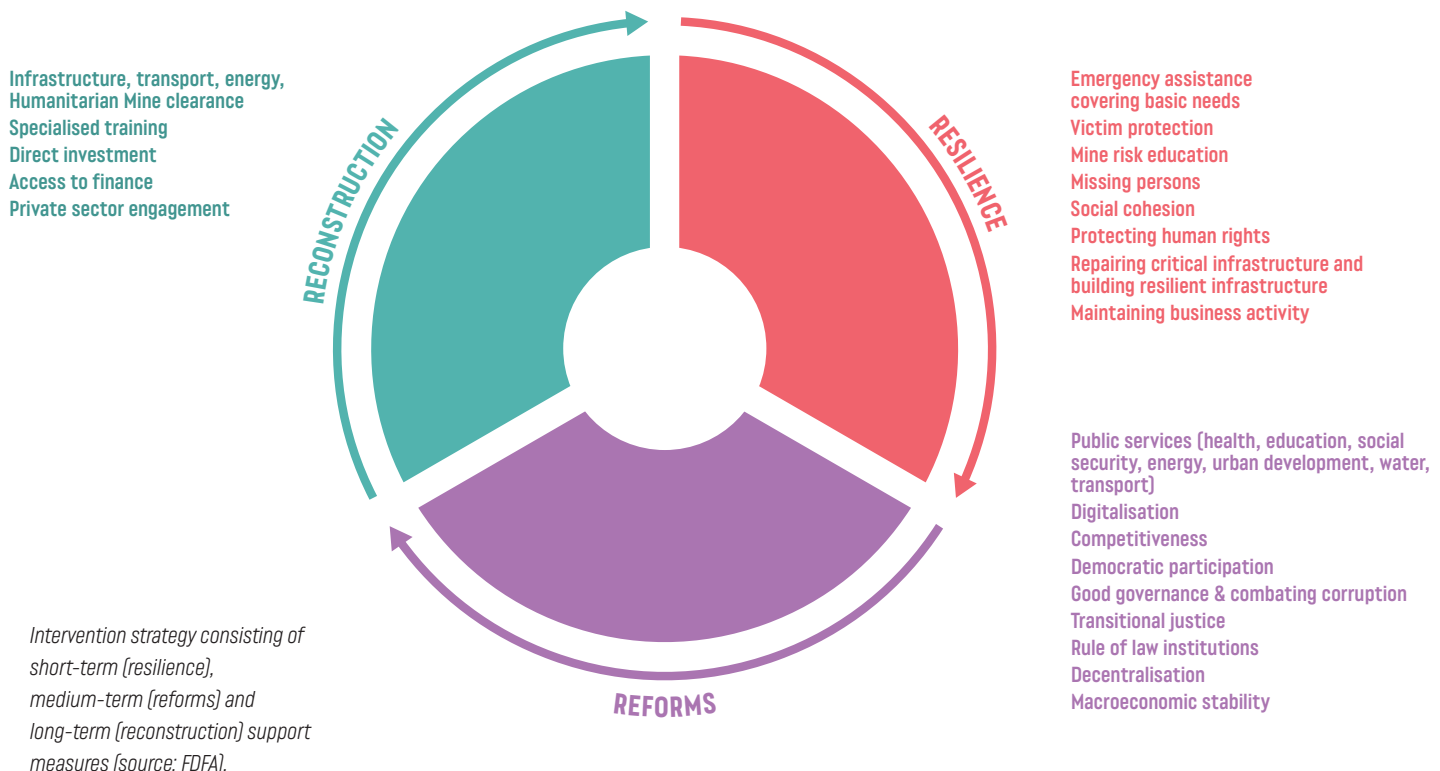 Infrastructure, transport, energy,
Humanitarian Mine clearance
Specialised training
Direct investment
Access to finance
Private sector engagement
RECONSTRUCTION
RESILIENCE
Emergency assistance
covering basic needs
Victim protection
Mine risk education
Missing persons
Social cohesion
Protecting human rights
Repairing critical infrastructure and
building resilient infrastructure
Maintaining business activity
Public services (health, education, social
security, energy, urban development, water,
transport)
Digitalisation
Competitiveness
Democratic participation
Good governance & combating corruption
Transitional justice
Rule of law institutions
Decentralisation
Macroeconomic stability
REFORMS
Intervention strategy consisting of
short-term (resilience),
medium-term (reforms) and
long-term (reconstruction) support
measures (source: FDFA).